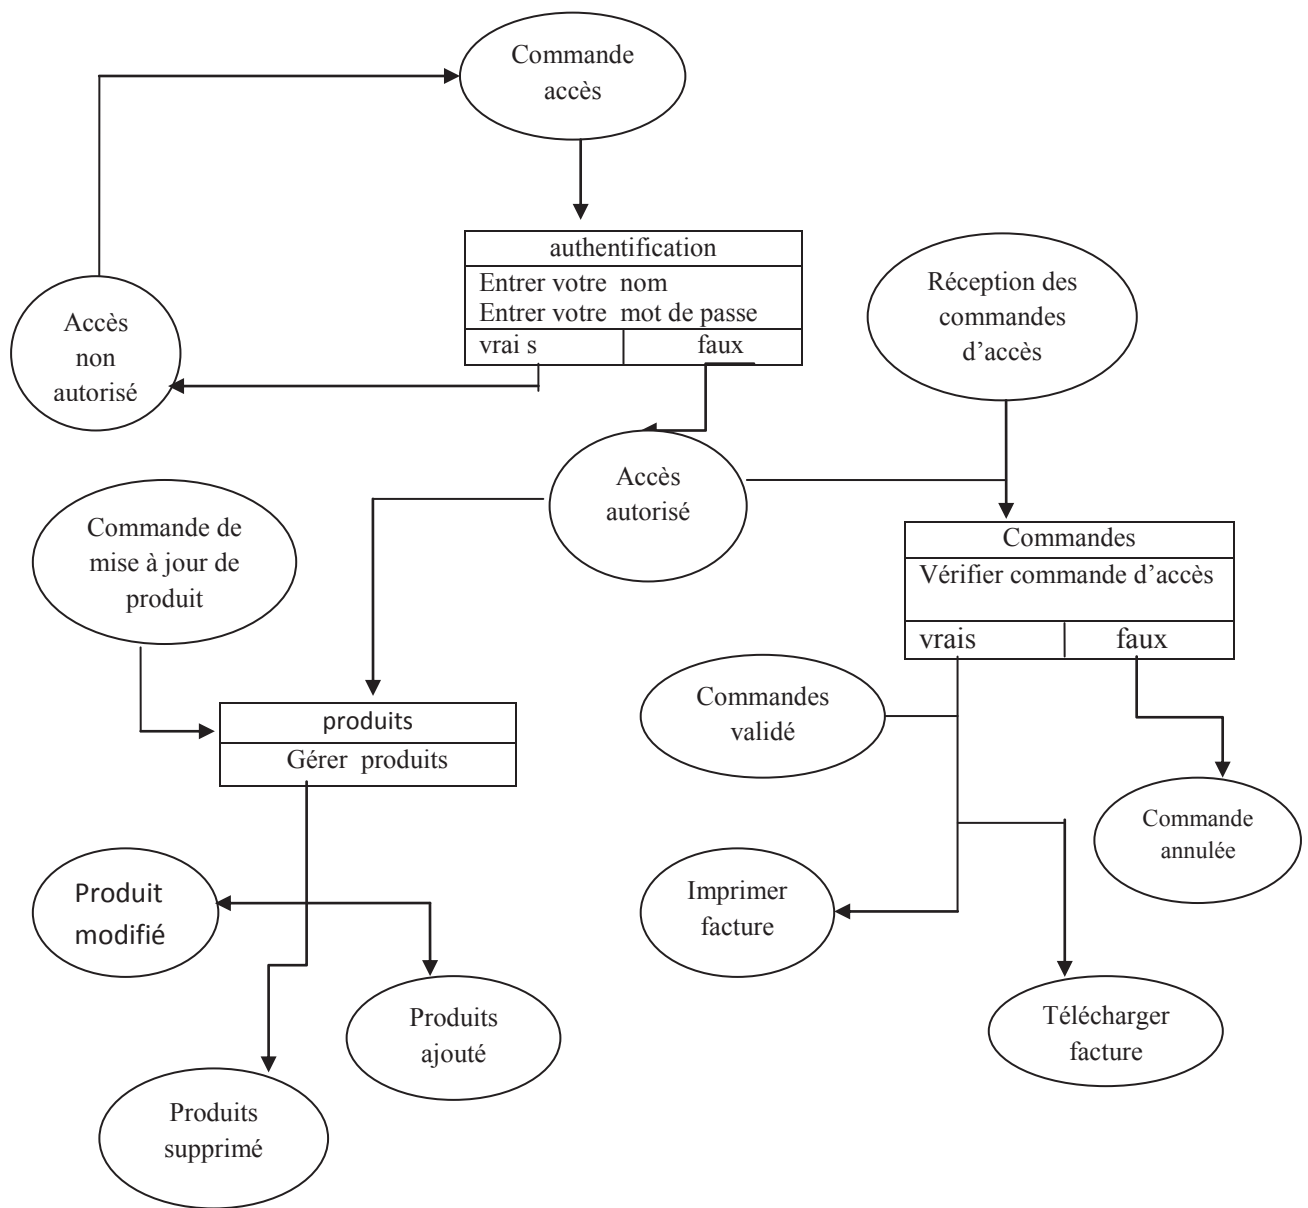 Commande
accès
authentification
Entrer votre nom
Entrer votre mot de passe
vrai s
faux
Réception des
commandes
d’accès
Accès
non
autorisé
Accès
autorisé
Commande de
mise à jour de
produit
Commandes
Vérifier commande d’accès
vrais
faux
produits
Gérer produits
Commandes
validé
Commande
annulée
Produit
modifié
Imprimer
facture
Produits
ajouté
Télécharger
facture
Produits
supprimé